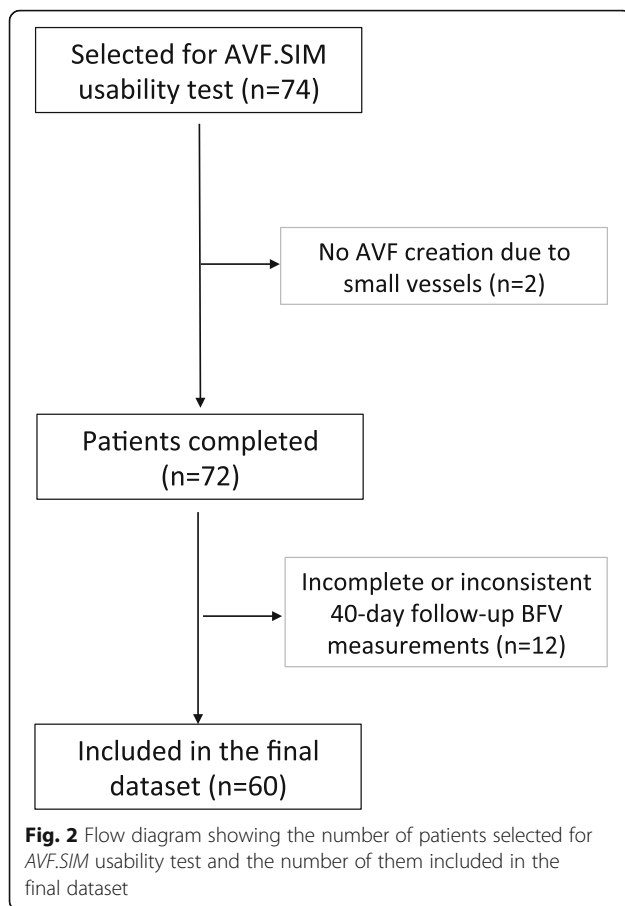 Selected for AVF.SIM
usability test (n=74)
No AVF creation due to
small vessels (n=2)
Patients completed
(n=72)
Incomplete or inconsistent
40-day follow-up BFV
measurements (n=12)
Included in the final
dataset (n=60)
Fig. 2 Flow diagram showing the number of patients selected for
AVF.SIM usability test and the number of them included in the
final dataset